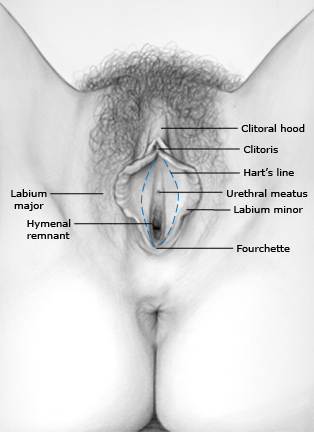 Clitoral hood
Clitoris
Hart's line
Urethral meatus
Labium
major
Labium minor
Hymenal
remnant
Fourchette